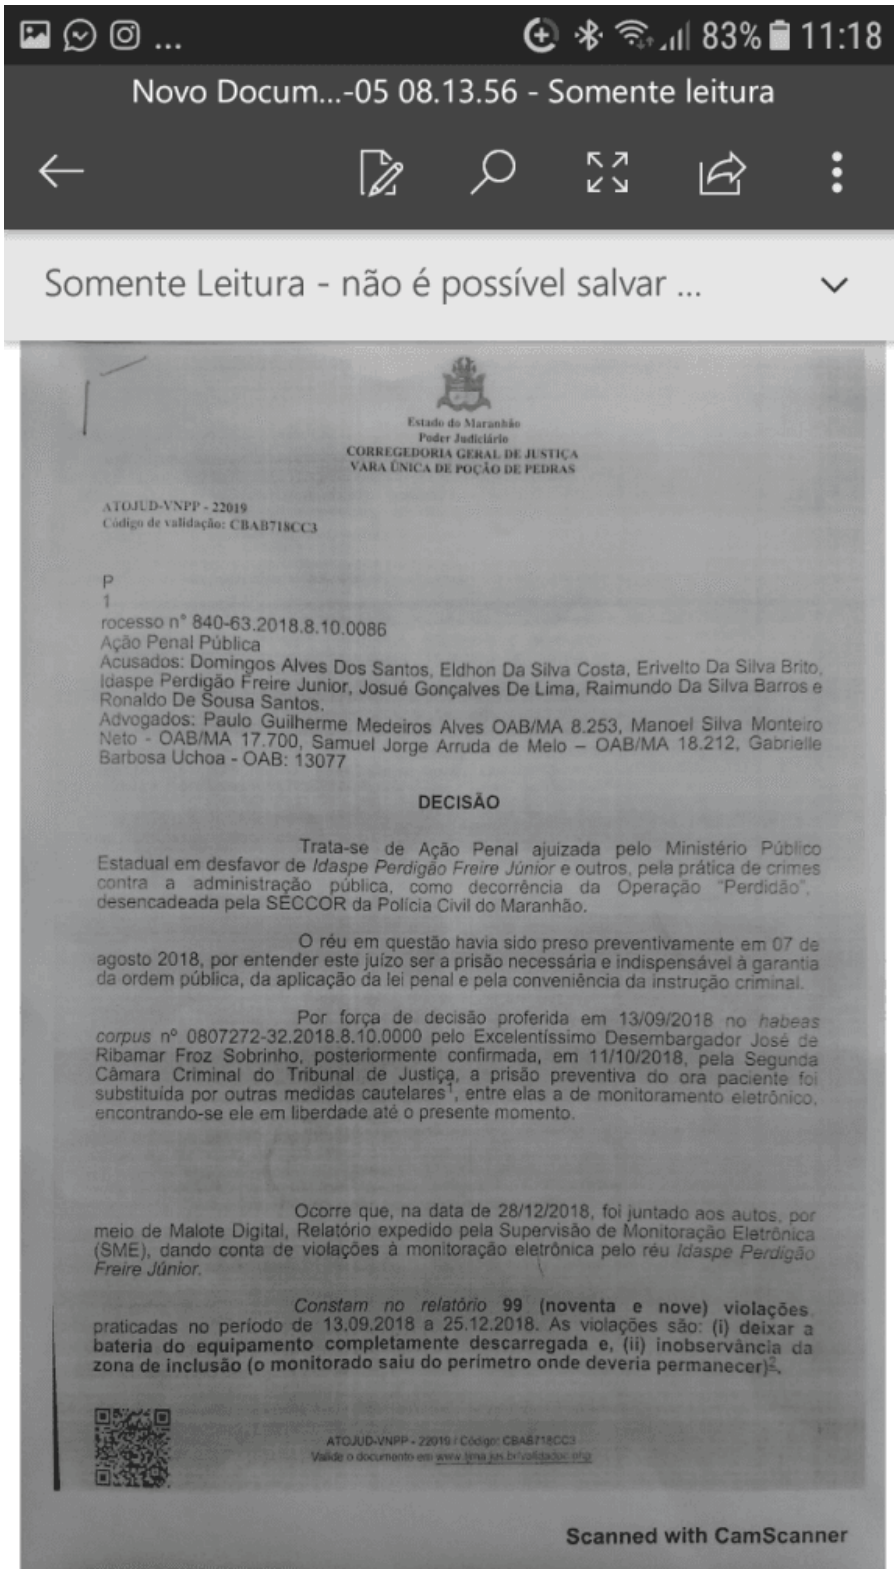 ... 83% 11:18
Novo Docum...-05 08.13.56 - Somente leitura
Somente Leitura - não é possível salvar ...
Estado do Maranhão
Poder Judiciário
CORREGEDORIA GERAL DE JUSTIÇA
VARA ÚNICA DE POÇÃO DE PEDRAS
ATOJUD-VNPP - 22019
Código de validação: CBAB718CC3
P
1
rocesso n° 840-63.2018.8.10.0086
Ação Penal Pública
Acusados: Domingos Alves Dos Santos, Eldhon Da Silva Costa, Erivelto Da Silva Brito,
Idaspe Perdigão Freire Junior, Josué Gonçalves De Lima, Raimundo Da Silva Barros e
Ronaldo De Sousa Santos.
Advogados: Paulo Guilherme Medeiros Alves OAB/MA 8.253, Manoel Silva Monteiro
Neto - OAB/MA 17.700, Samuel Jorge Arruda de Melo – OAB/MA 18.212, Gabrielle
Barbosa Uchoa - OAB: 13077
DECISÃO
Trata-se de Ação Penal ajuizada pelo Ministério Público
Estadual em desfavor de Idaspe Perdigão Freire Júnior e outros, pela prática de crimes
contra a administração pública, como decorrência da Operação "Perdidão",
desencadeada pela SECCOR da Polícia Civil do Maranhão.
O réu em questão havia sido preso preventivamente em 07 de
agosto 2018, por entender este juízo ser a prisão necessária e indispensável à garantia
da ordem pública, da aplicação da lei penal e pela conveniência da instrução criminal.
Por força de decisão proferida em 13/09/2018 no habeas
corpus nº 0807272-32.2018.8.10.0000 pelo Excelentíssimo Desembargador José de
Ribamar Froz Sobrinho, posteriormente confirmada, em 11/10/2018, pela Segunda
Câmara Criminal do Tribunal de Justiça, a prisão preventiva do ora paciente foi
substituída por outras medidas cautelares¹, entre elas a de monitoramento eletrônico,
encontrando-se ele em liberdade até o presente momento.
Ocorre que, na data de 28/12/2018, foi juntado aos autos, por
meio de Malote Digital, Relatório expedido pela Supervisão de Monitoração Eletrônica
(SME), dando conta de violações à monitoração eletrônica pelo réu Idaspe Perdigão
Freire Júnior.
Constam no relatório 99 (noventa e nove) violações
praticadas no período de 13.09.2018 a 25.12.2018. As violações são: (i) deixar a
bateria do equipamento completamente descarregada e, (ii) inobservância da
zona de inclusão (o monitorado saiu do perímetro onde deveria permanecer)².
ATOJUD-VNPP - 22019 / Código: CBAB718CC3
Valide o documento em www.tjma.jus.br/validadoc.php
Scanned with CamScanner